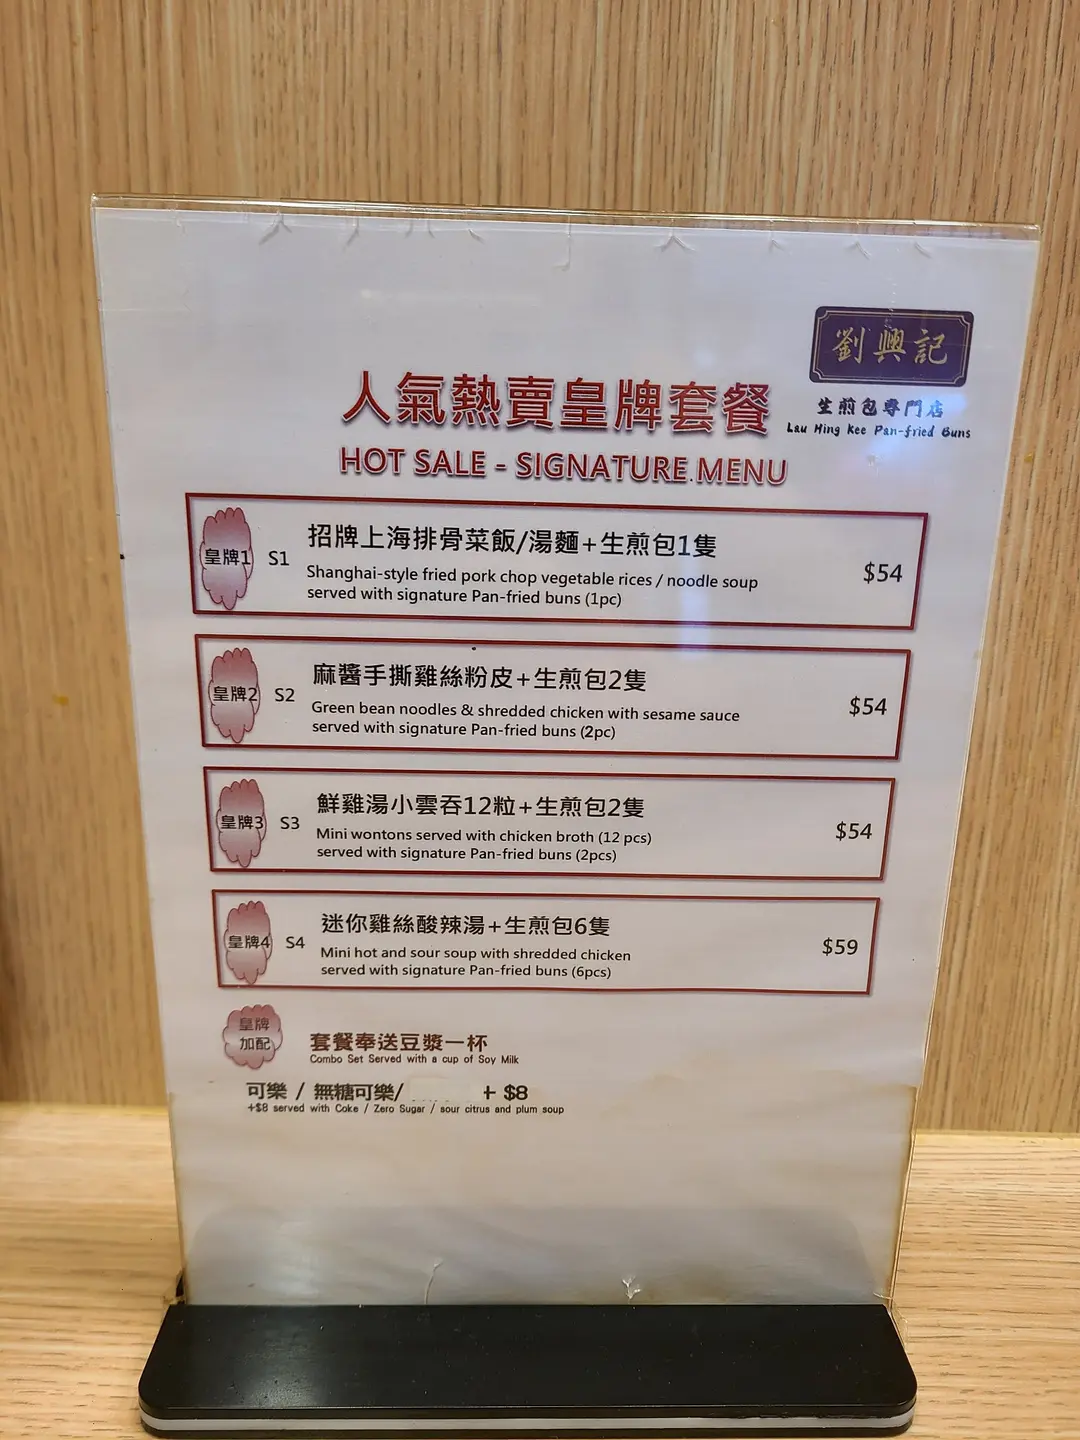 劉興記
生煎包專門店
Lau Hing Kee Pan-fried Buns
人氣熱賣皇牌套餐
HOT SALE - SIGNATURE MENU
皇牌1 S1 招牌上海排骨菜飯/湯麵+生煎包1隻
Shanghai-style fried pork chop vegetable rices / noodle soup
served with signature Pan-fried buns (1pc)
$54
皇牌2 S2 麻醬手撕雞絲粉皮+生煎包2隻
Green bean noodles & shredded chicken with sesame sauce
served with signature Pan-fried buns (2pc)
$54
皇牌3 S3 鮮雞湯小雲吞12粒+生煎包2隻
Mini wontons served with chicken broth (12 pcs)
served with signature Pan-fried buns (2pcs)
$54
皇牌4 S4 迷你雞絲酸辣湯+生煎包6隻
Mini hot and sour soup with shredded chicken
served with signature Pan-fried buns (6pcs)
$59
皇牌
加配
套餐奉送豆漿一杯
Combo Set Served with a cup of Soy Milk
可樂 / 無糖可樂/ + $8
+$8 served with Coke / Zero Sugar / sour citrus and plum soup